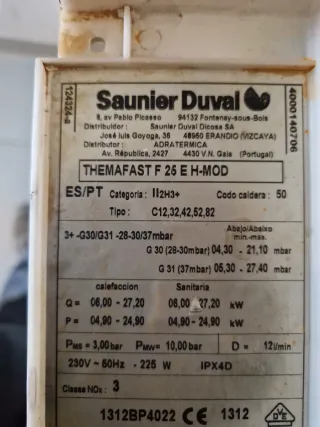 Saunier Duval
8, av Pablo Picasso 94132 Fontenay-sous-Bois
Distribuidor : Saunier Duval Dicosa SA
José luis Goyoga, 36 48950 ERANDIO (VIZCAYA)
Distribuidor : ADRATERMICA
Av. República, 2427 4430 V.N. Gaia (Portugal)
124324-a
4000140706
THEMAFAST F 25 E H-MOD
ES/PT Categoria : II2H3+ Codo caldera : 50
Tipo : C12,32,42,52,82
Abajo/Abaixo
3+ -G30/G31 -28-30/37mbar min.-max.
G 30 (28-30mbar) 04,30 - 21,10 mbar
G 31 (37mbar) 05,30 - 27,40 mbar
calefaccion Sanitaria
Q = 06,00 - 27,20 06,00 - 27,20 kW
P = 04,90 - 24,90 04,90 - 24,90 kW
PMS = 3,00 bar PMW = 10,00 bar D = 12 l/min
230V ~ 50Hz - 225 W IPX4D
Classe NOx : 3
1312BP4022 CE 1312 DVE